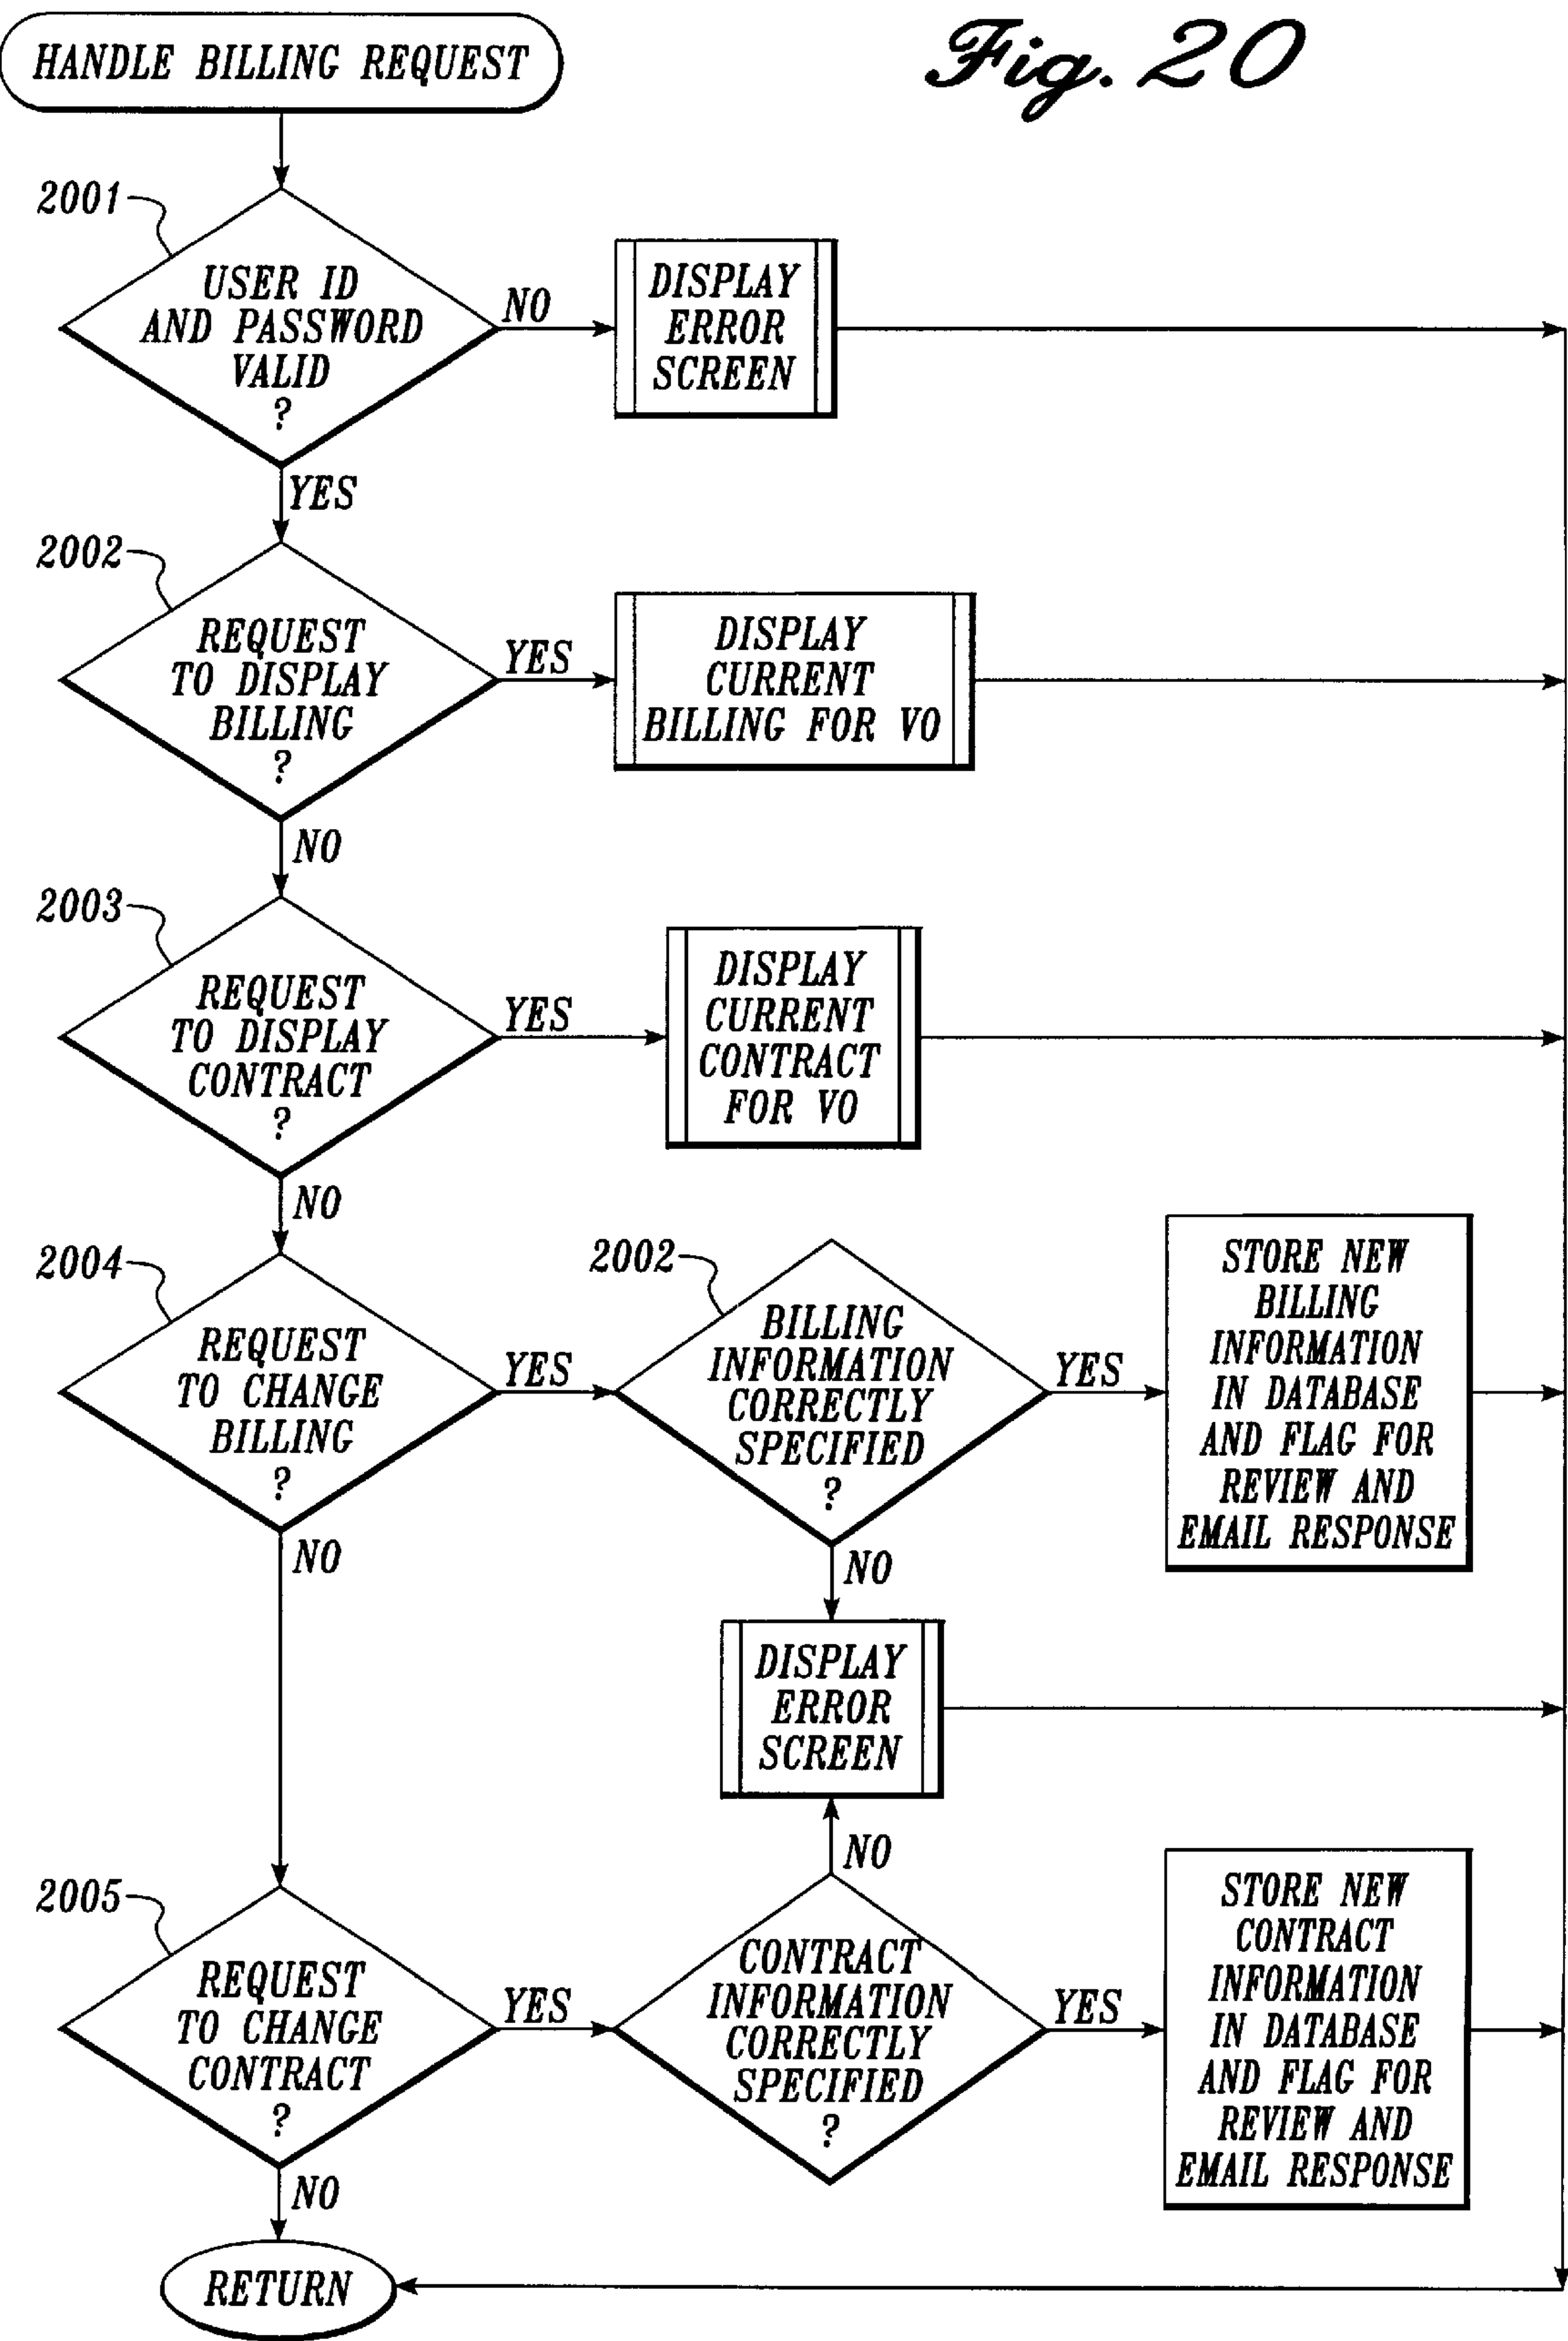 HANDLE BILLING REQUEST
Fig. 20
2001
USER ID
AND PASSWORD
VALID
?
NO
DISPLAY
ERROR
SCREEN
YES
2002
REQUEST
TO DISPLAY
BILLING
?
YES
DISPLAY
CURRENT
BILLING FOR VO
NO
2003
REQUEST
TO DISPLAY
CONTRACT
?
YES
DISPLAY
CURRENT
CONTRACT
FOR VO
NO
2004
REQUEST
TO CHANGE
BILLING
?
YES
2002
BILLING
INFORMATION
CORRECTLY
SPECIFIED
?
YES
STORE NEW
BILLING
INFORMATION
IN DATABASE
AND FLAG FOR
REVIEW AND
EMAIL RESPONSE
NO
NO
DISPLAY
ERROR
SCREEN
NO
2005
REQUEST
TO CHANGE
CONTRACT
?
YES
CONTRACT
INFORMATION
CORRECTLY
SPECIFIED
?
YES
STORE NEW
CONTRACT
INFORMATION
IN DATABASE
AND FLAG FOR
REVIEW AND
EMAIL RESPONSE
NO
RETURN